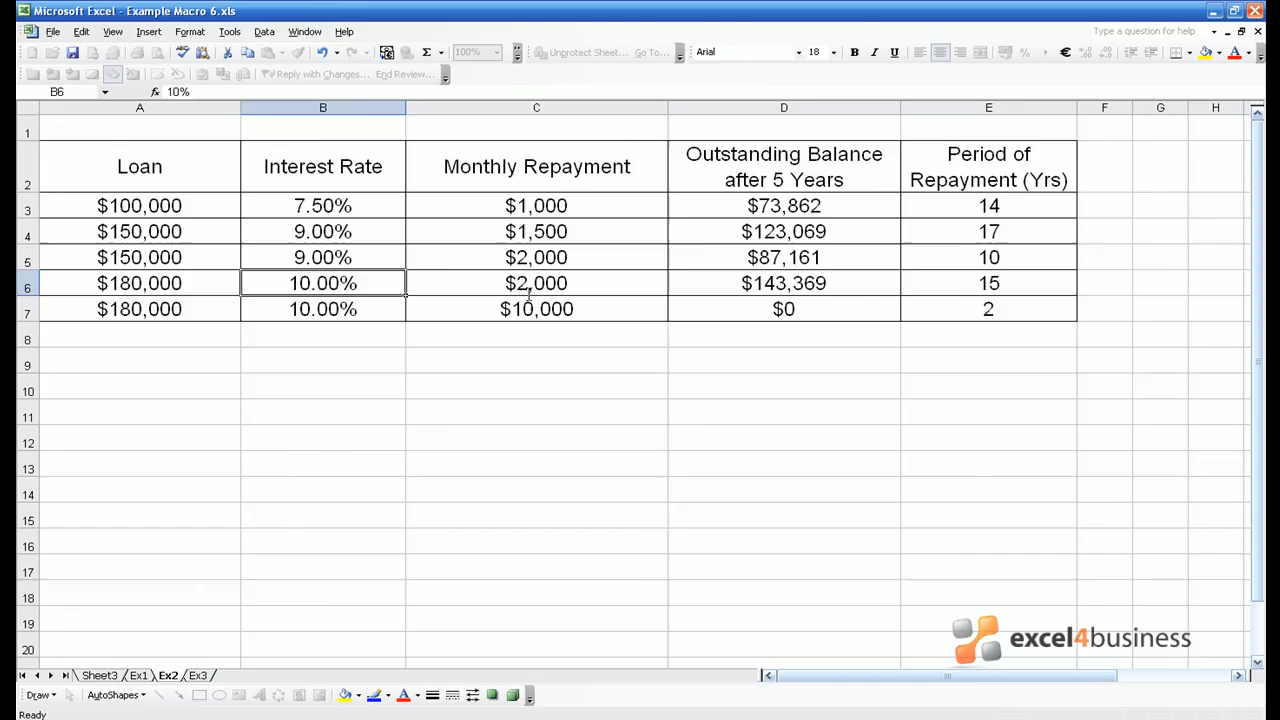 Microsoft Excel - Example Macro 6.xls
File Edit View Insert Format Tools Data Window Help
Type a question for help
100% Unprotect Sheet... Go To... Arial 18 B I U
Reply with Changes... End Review...
B6 fx 10%
A B C D E F G H
1
2 Loan Interest Rate Monthly Repayment Outstanding Balance after 5 Years Period of Repayment (Yrs)
3 $100,000 7.50% $1,000 $73,862 14
4 $150,000 9.00% $1,500 $123,069 17
5 $150,000 9.00% $2,000 $87,161 10
6 $180,000 10.00% $2,000 $143,369 15
7 $180,000 10.00% $10,000 $0 2
8
9
10
11
12
13
14
15
16
17
18
19
20
excel4business
Sheet3 Ex1 Ex2 Ex3
Draw AutoShapes
Ready